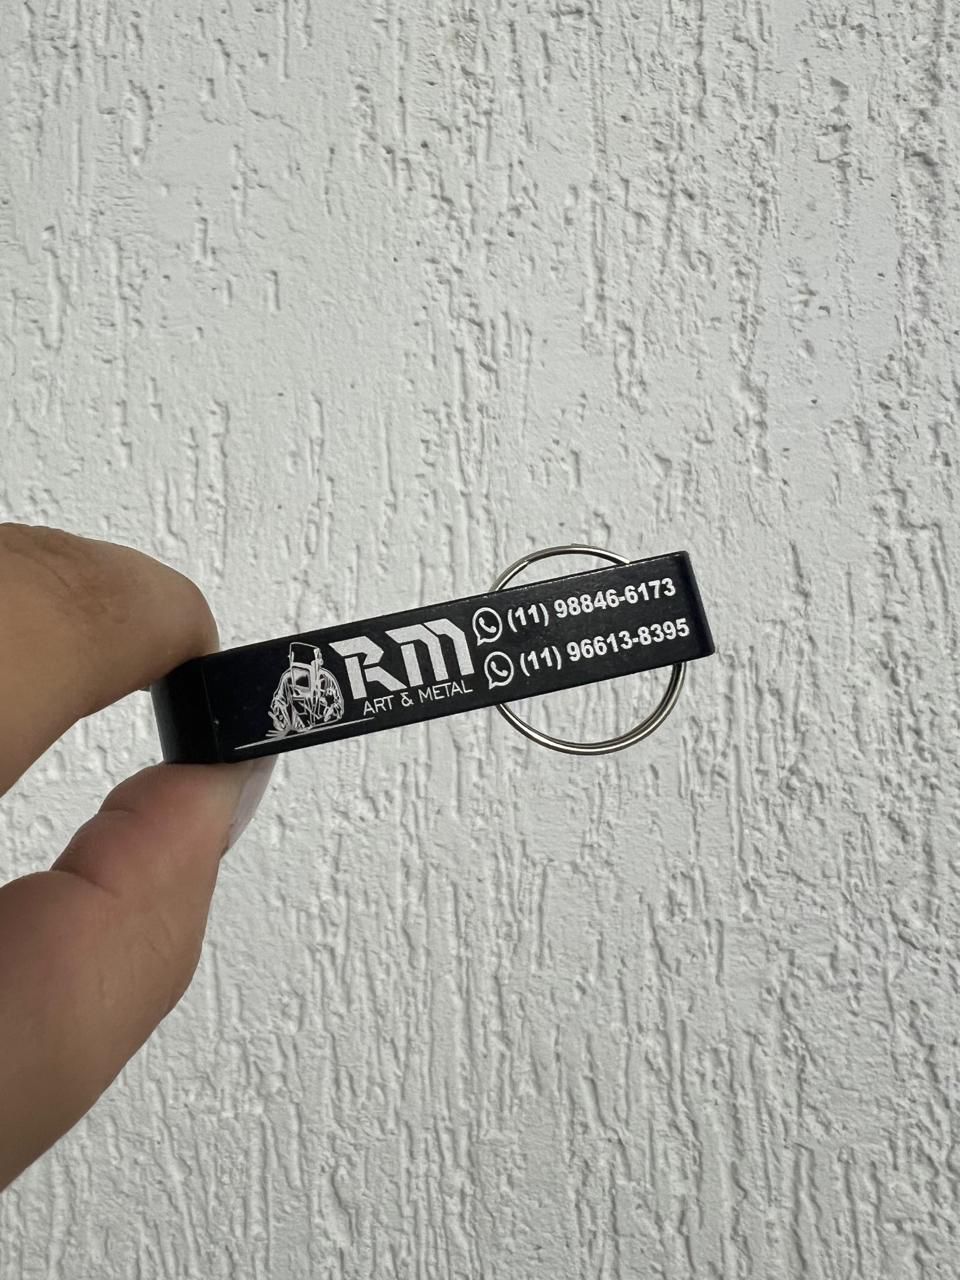 RM
ART & METAL
(11) 98846-6173
(11) 96613-8395